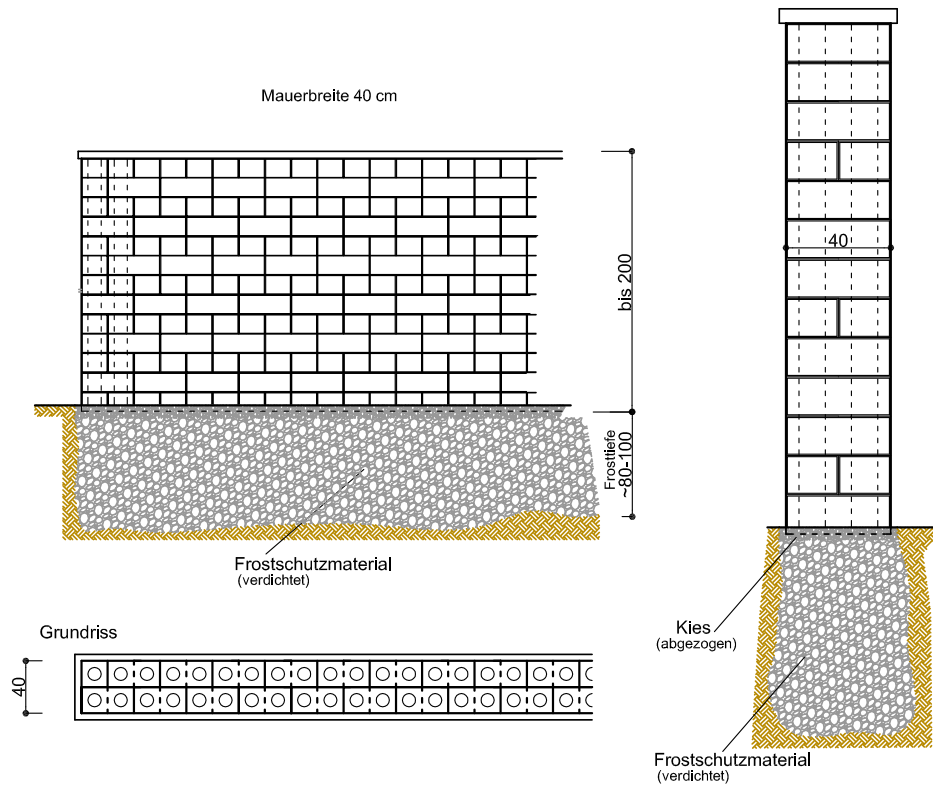 Mauerbreite 40 cm
bis 200
Frosttiefe
~80-100
Frostschutzmaterial
(verdichtet)
Grundriss
40
40
Kies
(abgezogen)
Frostschutzmaterial
(verdichtet)